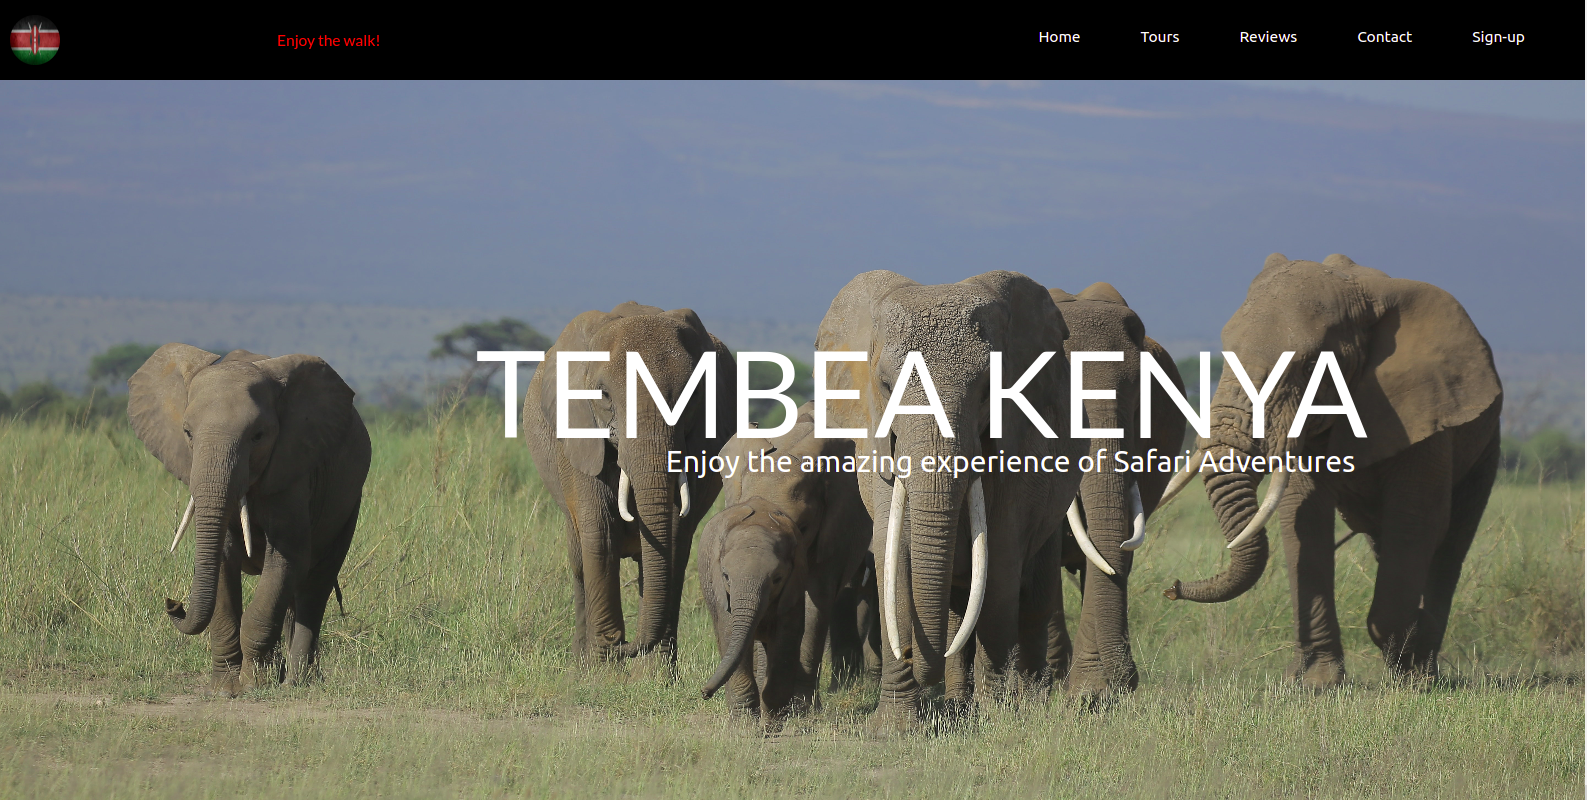 Enjoy the walk!
Home
Tours
Reviews
Contact
Sign-up
TEMBEA KENYA
Enjoy the amazing experience of Safari Adventures